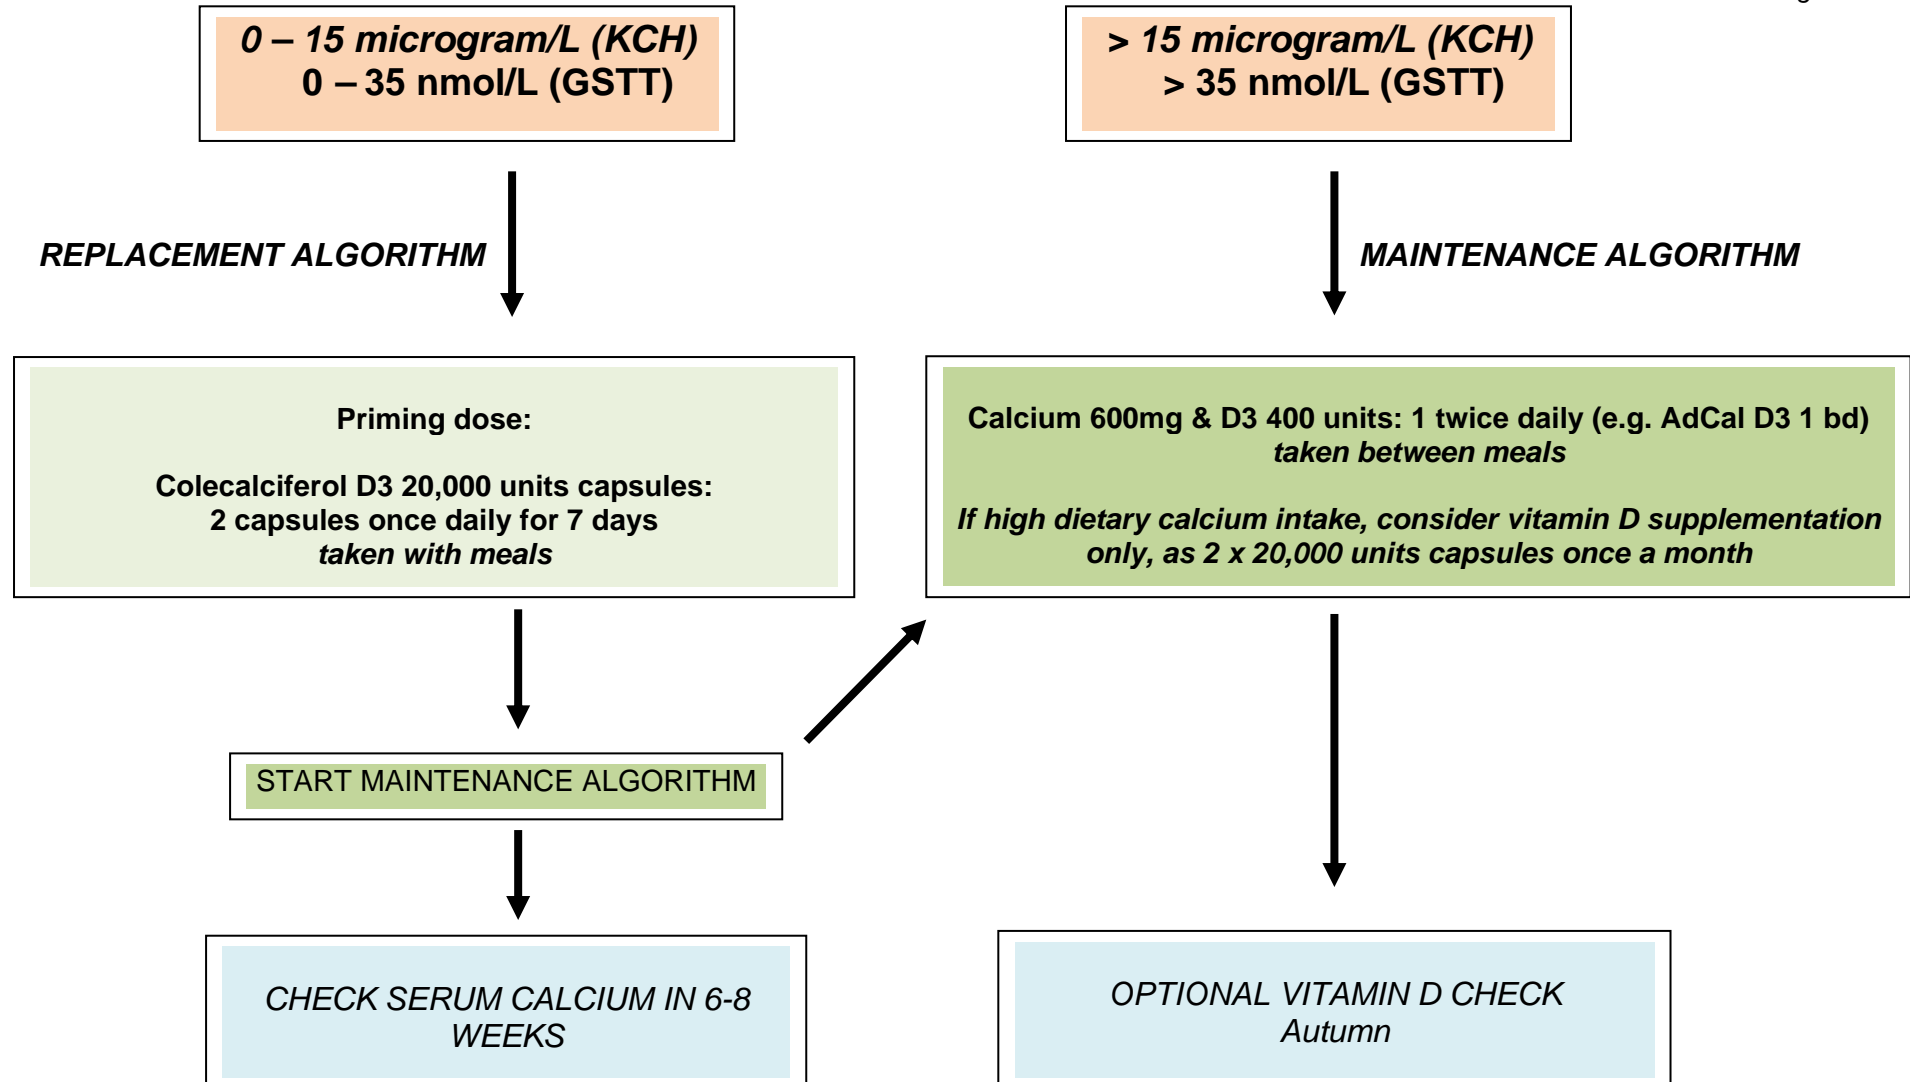 0 – 15 microgram/L (KCH)
0 – 35 nmol/L (GSTT)
> 15 microgram/L (KCH)
> 35 nmol/L (GSTT)
REPLACEMENT ALGORITHM
MAINTENANCE ALGORITHM
Priming dose:
Colecalciferol D3 20,000 units capsules:
2 capsules once daily for 7 days
taken with meals
Calcium 600mg & D3 400 units: 1 twice daily (e.g. AdCal D3 1 bd)
taken between meals
If high dietary calcium intake, consider vitamin D supplementation
only, as 2 x 20,000 units capsules once a month
START MAINTENANCE ALGORITHM
CHECK SERUM CALCIUM IN 6-8
WEEKS
OPTIONAL VITAMIN D CHECK
Autumn